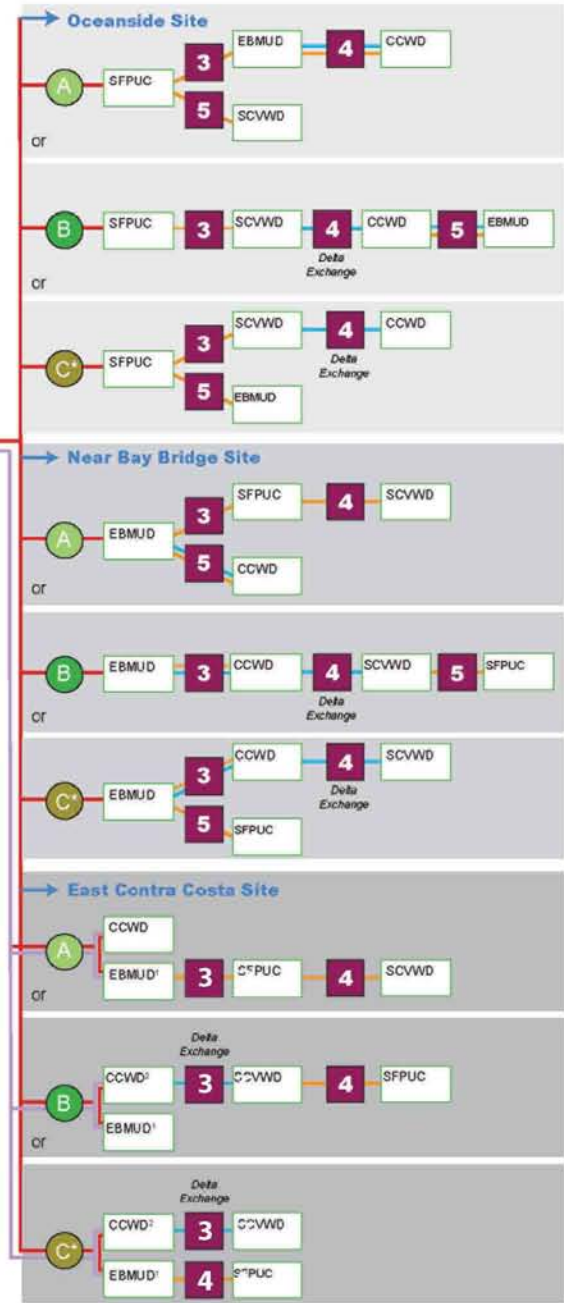 Oceanside Site
A
SFPUC
3
EBMUD
4
CCWD
5
SCVWD
or
B
SFPUC
3
SCVWD
4
CCWD
5
EBMUD
Delta
Exchange
or
C*
SFPUC
3
SCVWD
4
CCWD
Delta
Exchange
5
EBMUD
Near Bay Bridge Site
A
EBMUD
3
SFPUC
4
SCVWD
5
CCWD
or
B
EBMUD
3
CCWD
4
SCVWD
5
SFPUC
Delta
Exchange
or
C*
EBMUD
3
CCWD
4
SCVWD
Delta
Exchange
5
SFPUC
East Contra Costa Site
A
CCWD
EBMUD¹
3
SFPUC
4
SCVWD
or
Delta
Exchange
B
CCWD²
3
SCVWD
4
SFPUC
EBMUD¹
or
Delta
Exchange
C*
CCWD²
3
SCVWD
EBMUD¹
4
SFPUC